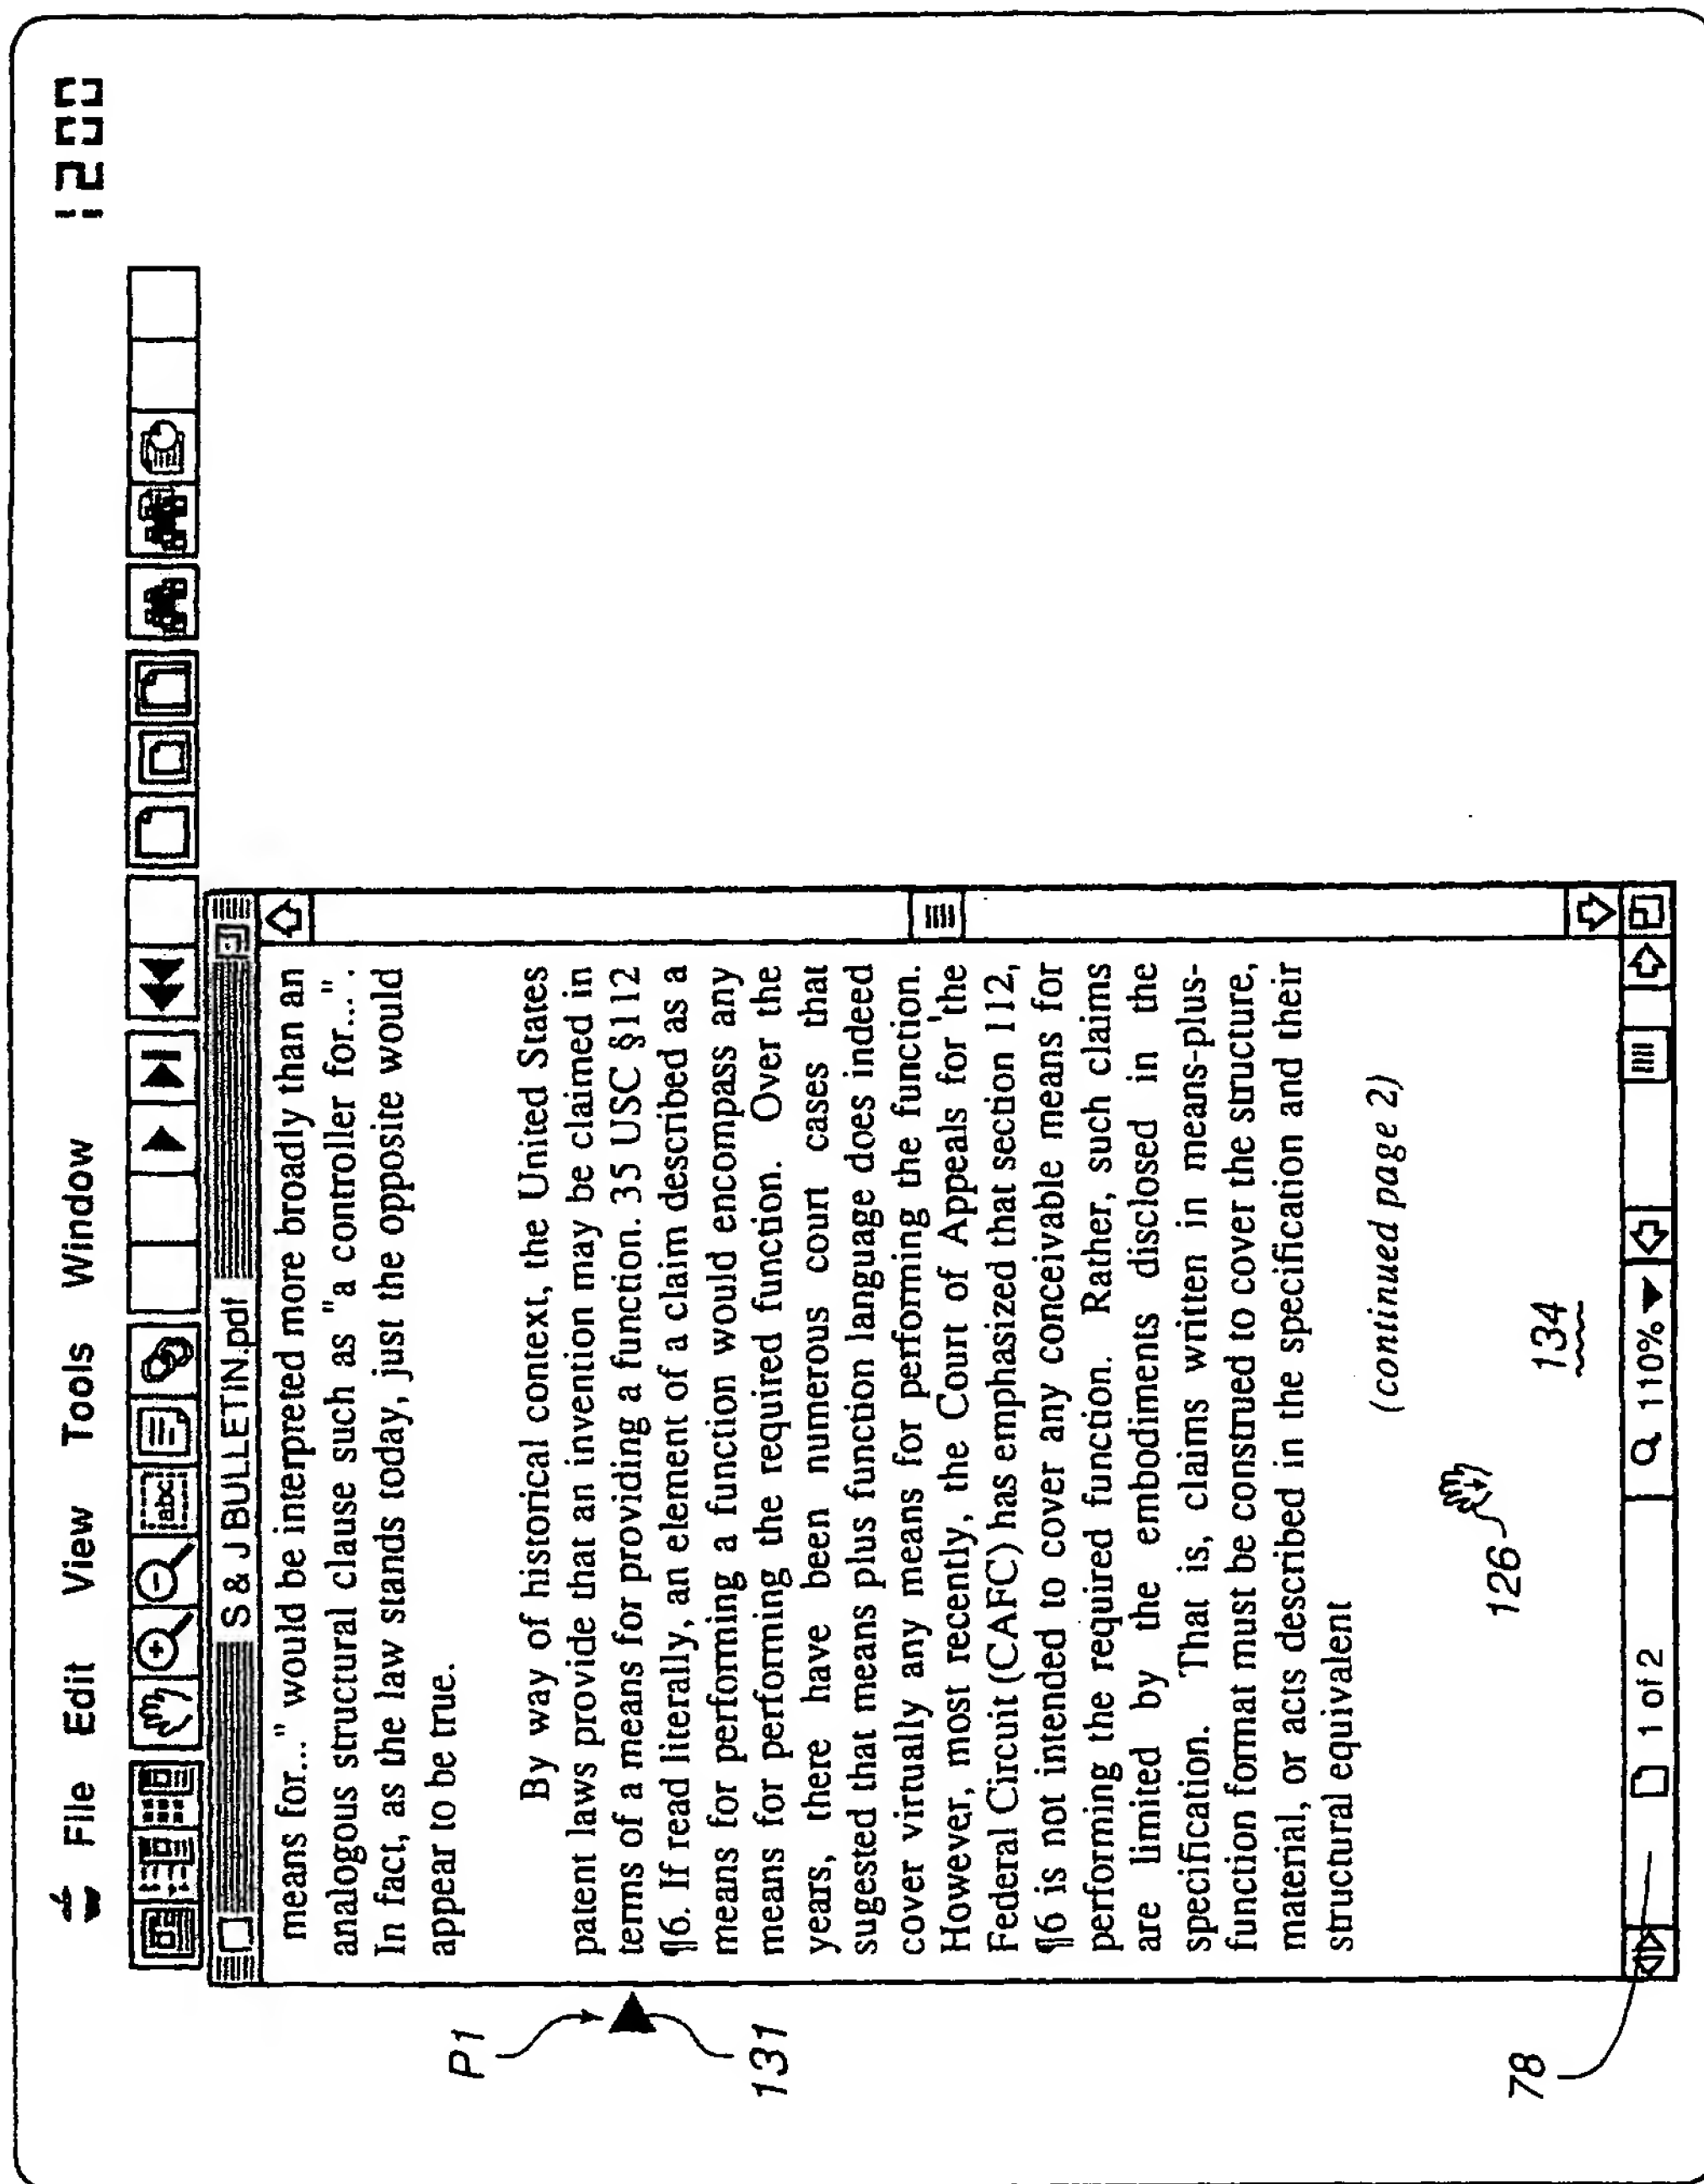 12:00
File Edit View Tools Window
abc
S & J BULLETIN.pdf
means for..." would be interpreted more broadly than an
analogous structural clause such as "a controller for..." .
In fact, as the law stands today, just the opposite would
appear to be true.
By way of historical context, the United States
patent laws provide that an invention may be claimed in
terms of a means for providing a function. 35 USC §112
¶6. If read literally, an element of a claim described as a
means for performing a function would encompass any
means for performing the required function. Over the
years, there have been numerous court cases that
suggested that means plus function language does indeed
cover virtually any means for performing the function.
However, most recently, the Court of Appeals for the
Federal Circuit (CAFC) has emphasized that section 112,
¶6 is not intended to cover any conceivable means for
performing the required function. Rather, such claims
are limited by the embodiments disclosed in the
specification. That is, claims written in means-plus-
function format must be construed to cover the structure,
material, or acts described in the specification and their
structural equivalent
(continued page 2)
P1
131
126
134
78
1 of 2
110%